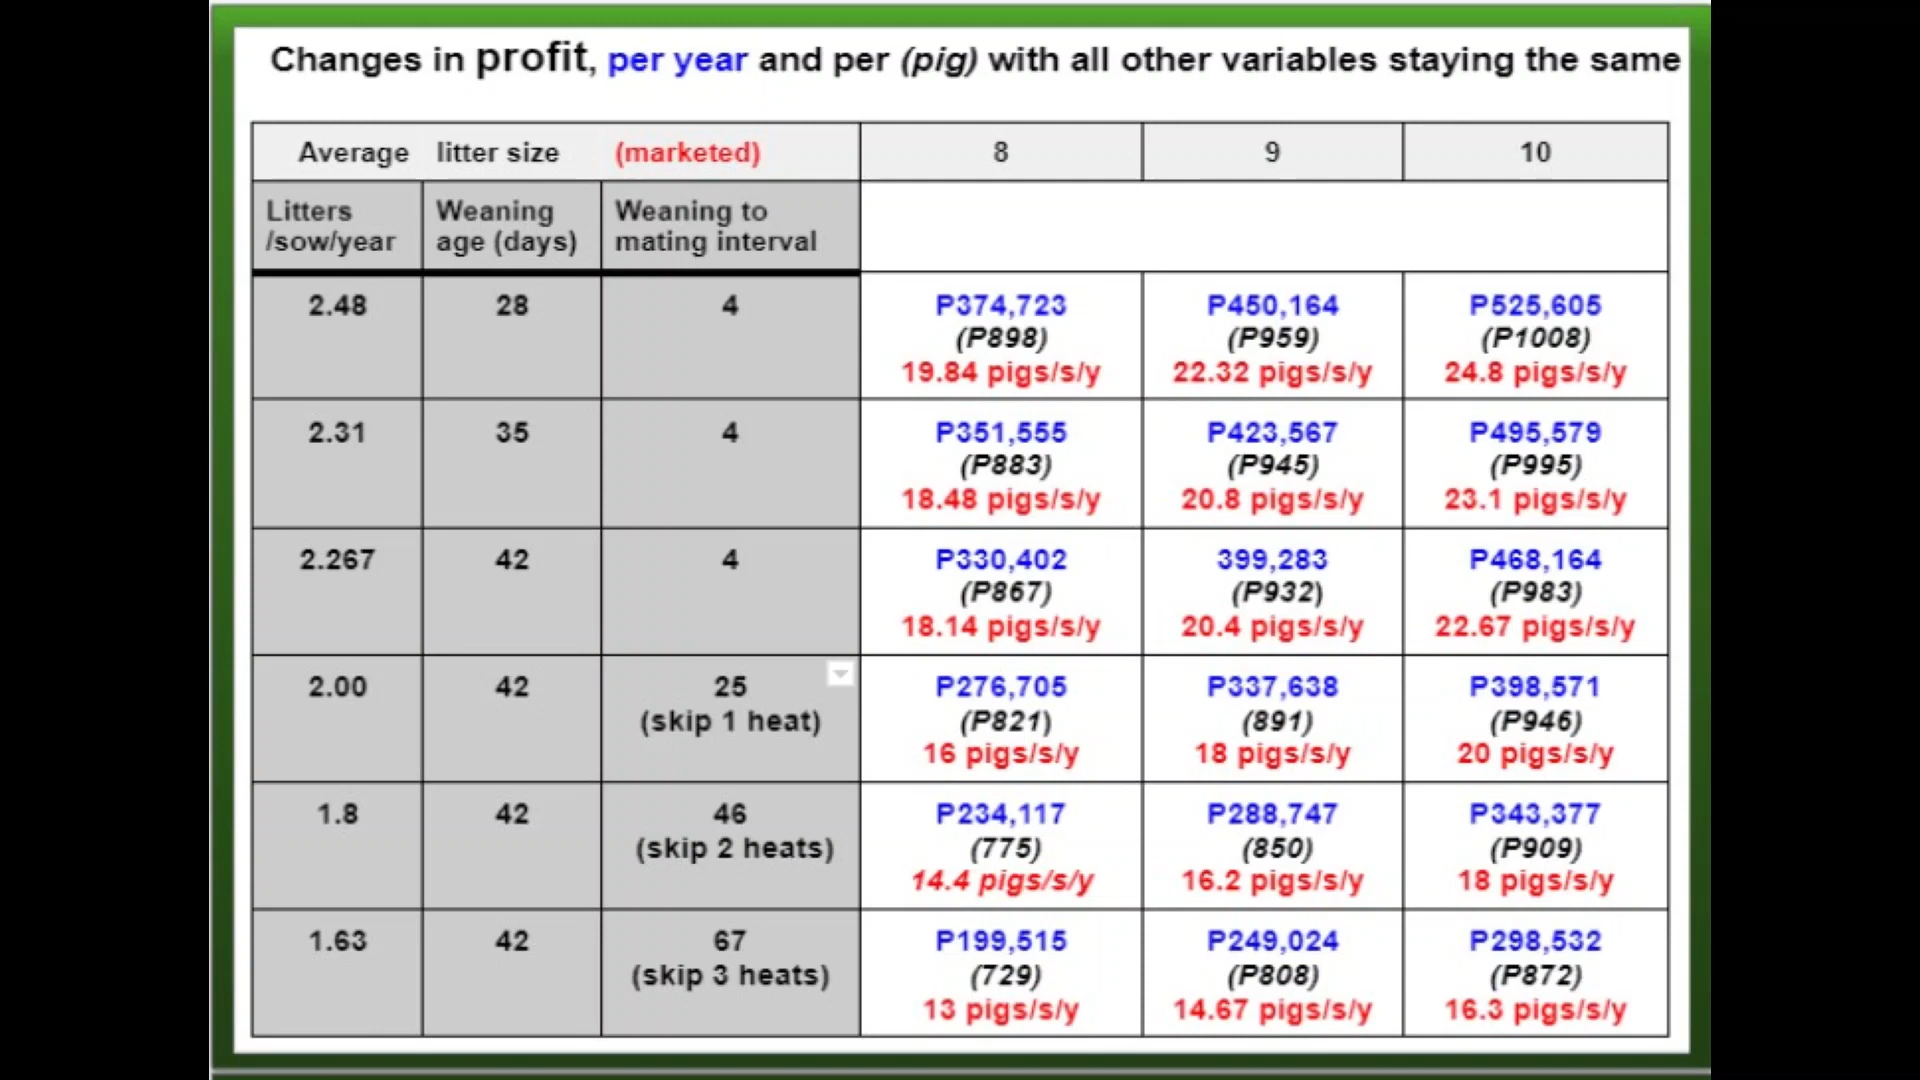 Changes in profit, per year and per (pig) with all other variables staying the same
Average litter size (marketed) 8 9 10
Litters /sow/year
Weaning age (days)
Weaning to mating interval
2.48 28 4
P374,723
(P898)
19.84 pigs/s/y
P450,164
(P959)
22.32 pigs/s/y
P525,605
(P1008)
24.8 pigs/s/y
2.31 35 4
P351,555
(P883)
18.48 pigs/s/y
P423,567
(P945)
20.8 pigs/s/y
P495,579
(P995)
23.1 pigs/s/y
2.267 42 4
P330,402
(P867)
18.14 pigs/s/y
399,283
(P932)
20.4 pigs/s/y
P468,164
(P983)
22.67 pigs/s/y
2.00 42 25
(skip 1 heat)
P276,705
(P821)
16 pigs/s/y
P337,638
(891)
18 pigs/s/y
P398,571
(P946)
20 pigs/s/y
1.8 42 46
(skip 2 heats)
P234,117
(775)
14.4 pigs/s/y
P288,747
(850)
16.2 pigs/s/y
P343,377
(P909)
18 pigs/s/y
1.63 42 67
(skip 3 heats)
P199,515
(729)
13 pigs/s/y
P249,024
(P808)
14.67 pigs/s/y
P298,532
(P872)
16.3 pigs/s/y